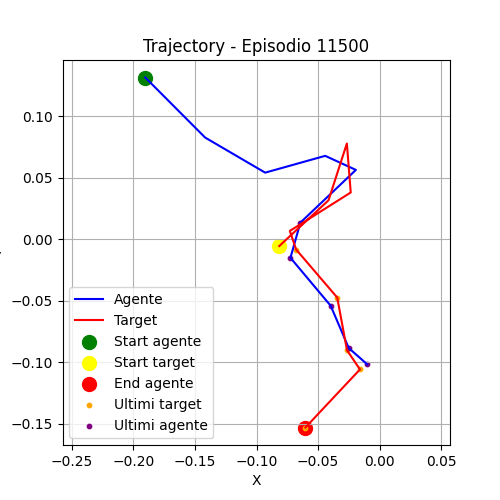 Trajectory - Episodio 11500
0.10
0.05
0.00
−0.05
−0.10
−0.15
Agente
Target
Start agente
Start target
End agente
Ultimi target
Ultimi agente
−0.25
−0.20
−0.15
−0.10
−0.05
0.00
0.05
X